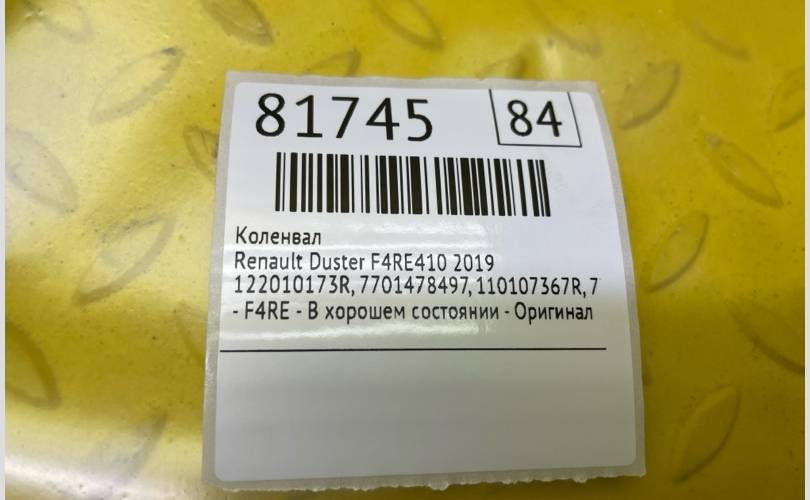 81745
84
Коленвал
Renault Duster F4RE410 2019
122010173R, 7701478497, 110107367R, 7
- F4RE - В хорошем состоянии - Оригинал